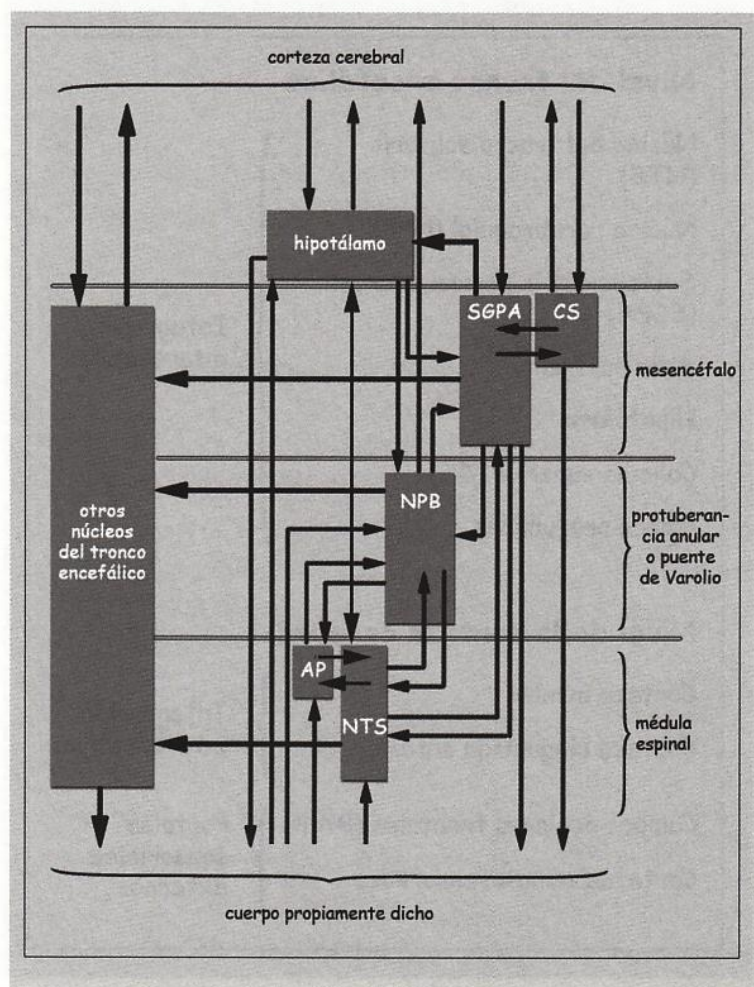 corteza cerebral
hipotálamo
SGPA
CS
mesencéfalo
NPB
otros
núcleos
del tronco
encefálico
protuberan-
cia anular
o puente
de Varolio
AP
NTS
médula
espinal
cuerpo propiamente dicho